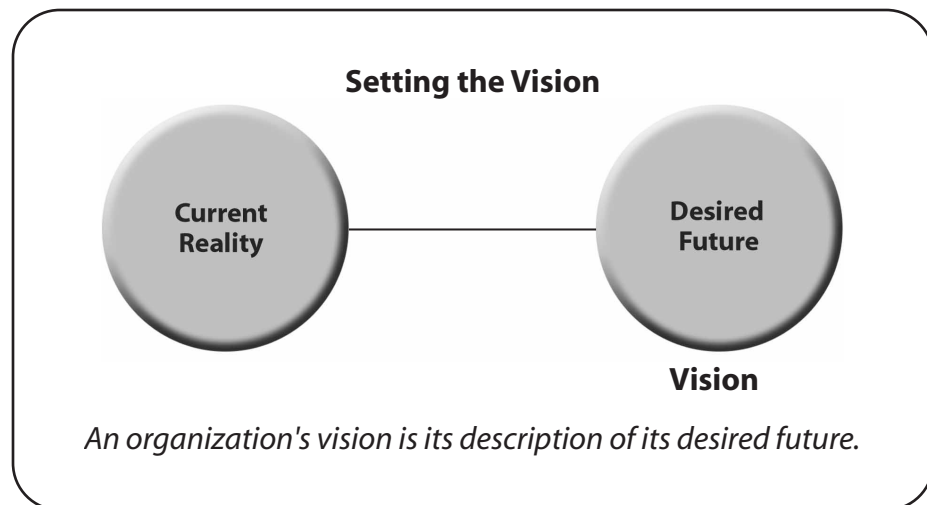 Setting the Vision
Current
Reality
Desired
Future
Vision
An organization's vision is its description of its desired future.